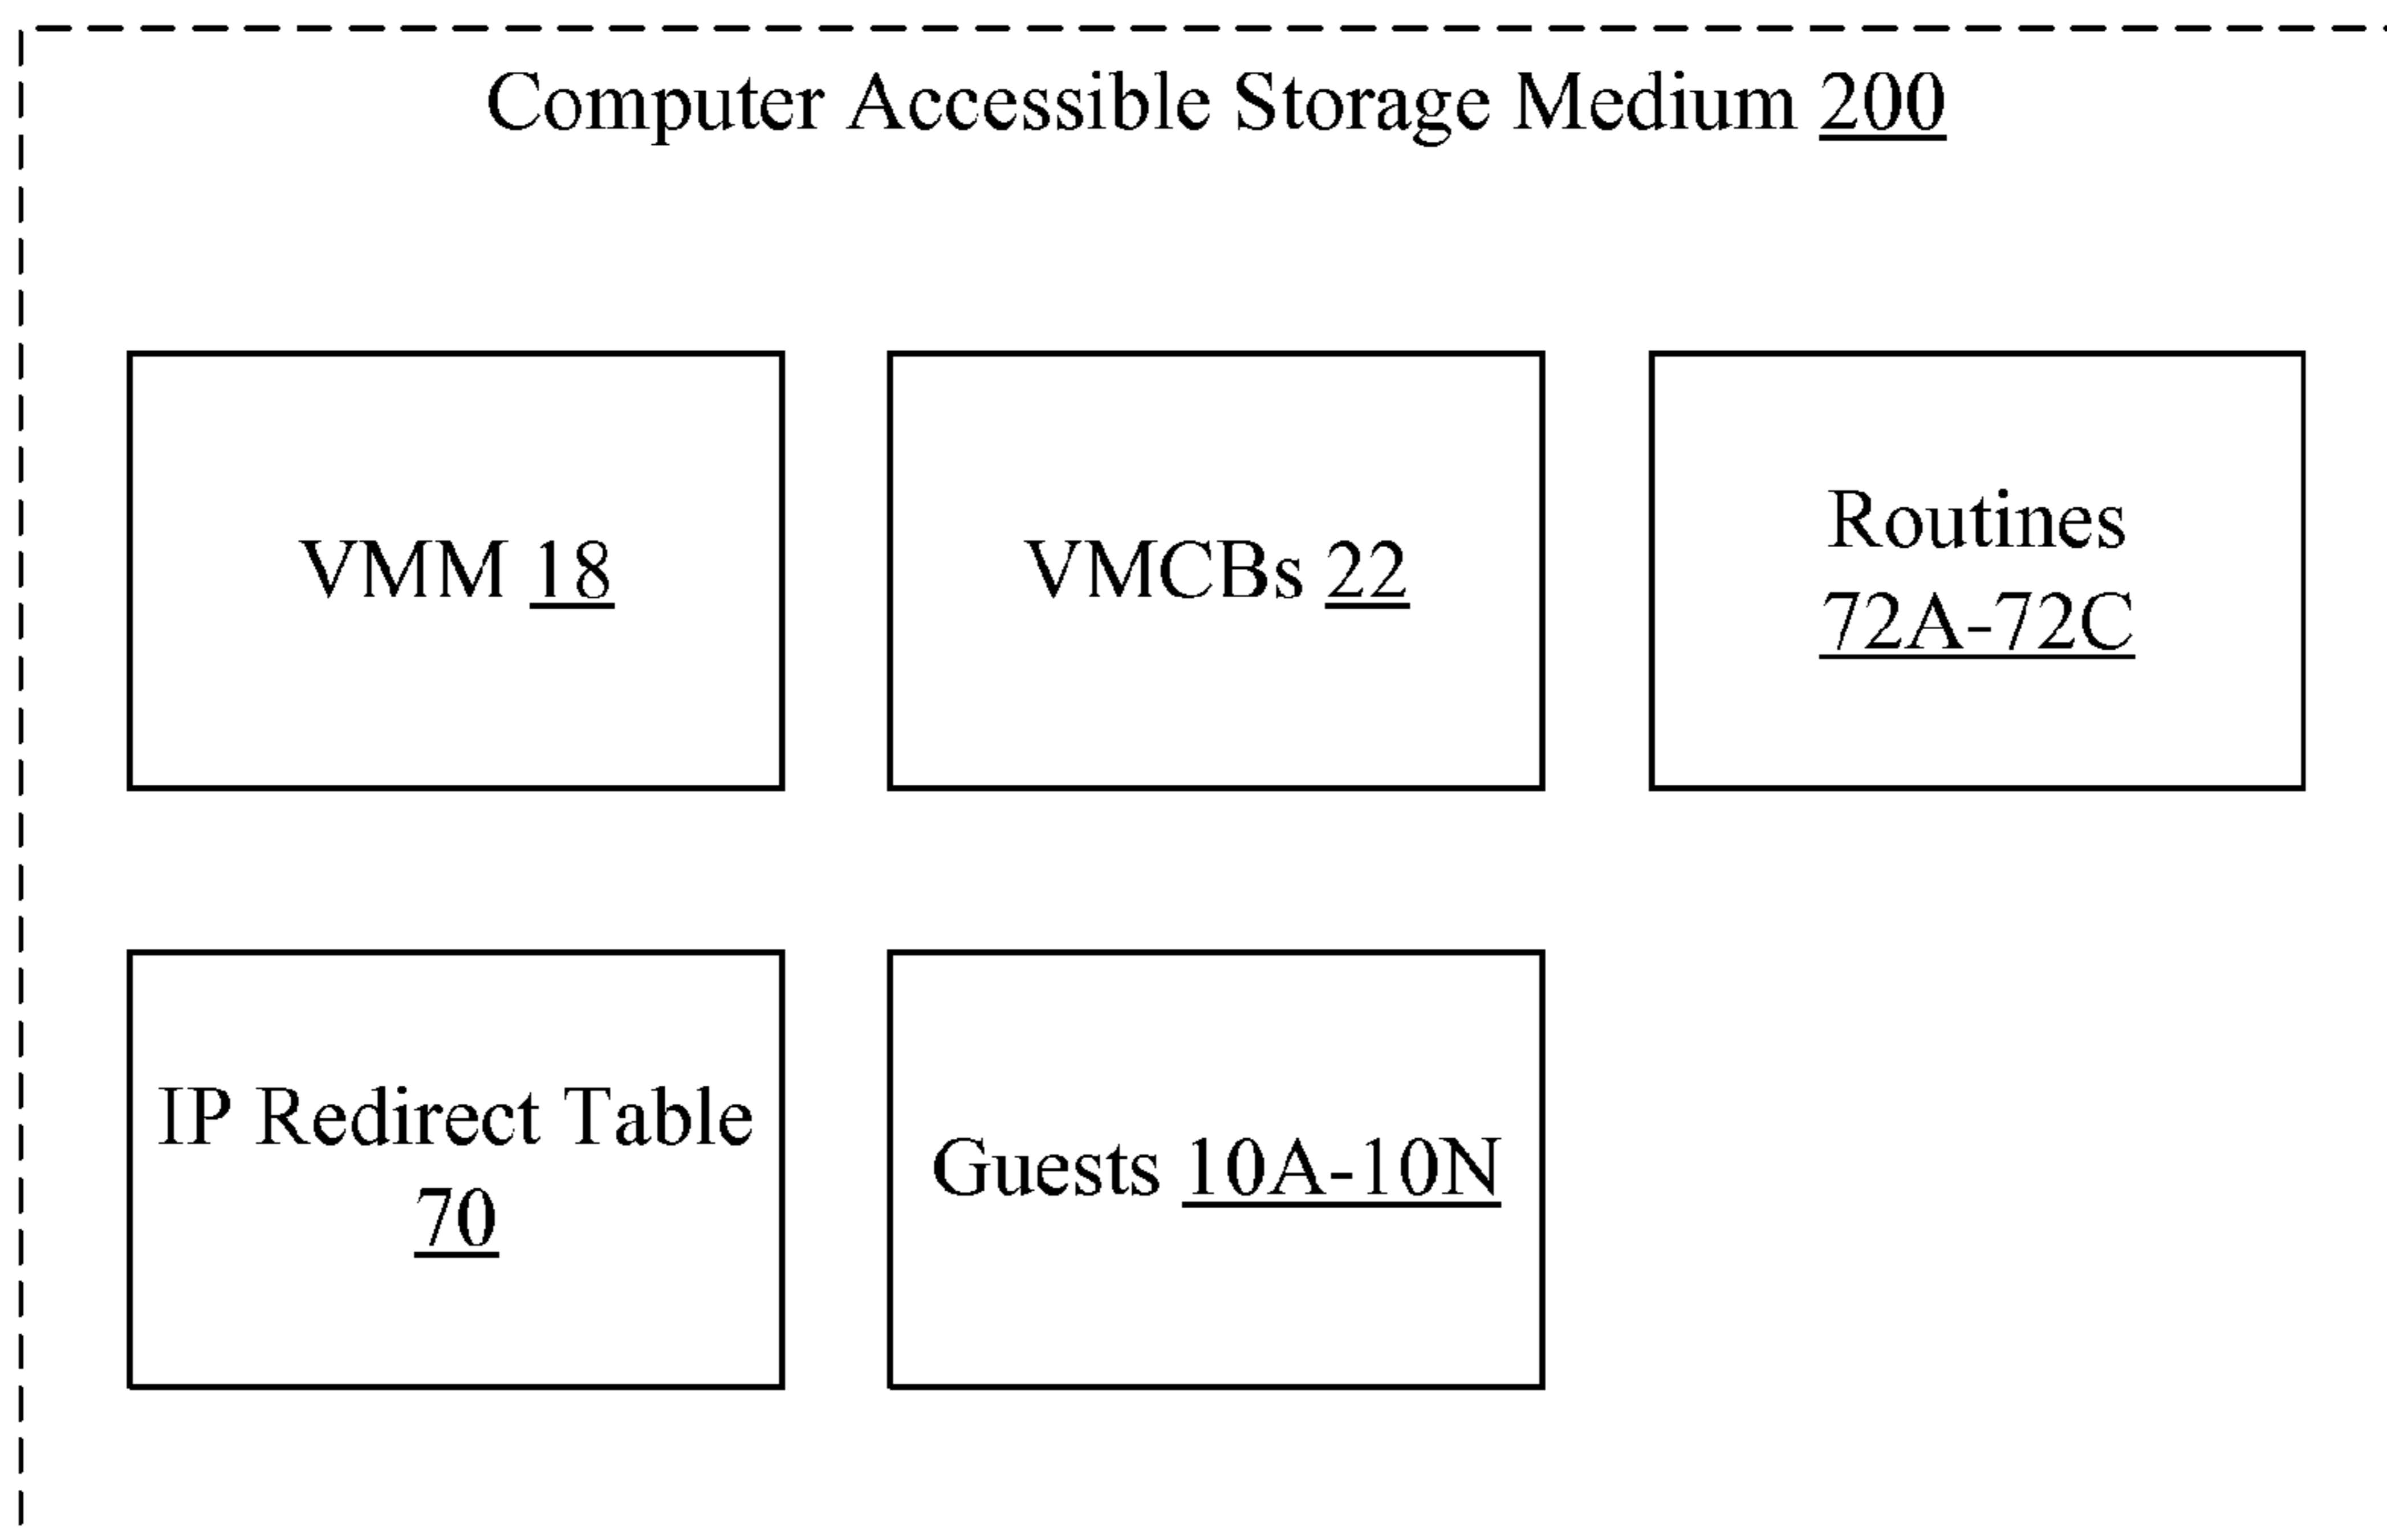 Computer Accessible Storage Medium 200
VMM 18
VMCBs 22
Routines
72A-72C
IP Redirect Table
70
Guests 10A-10N